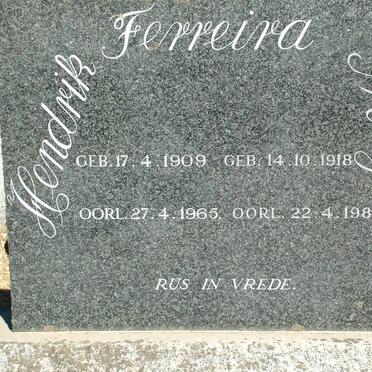 Ferreira
Hendrik
GEB. 17. 4. 1909 GEB. 14. 10. 1918
OORL. 27. 4. 1965. OORL. 22. 4. 198
RUS IN VREDE.